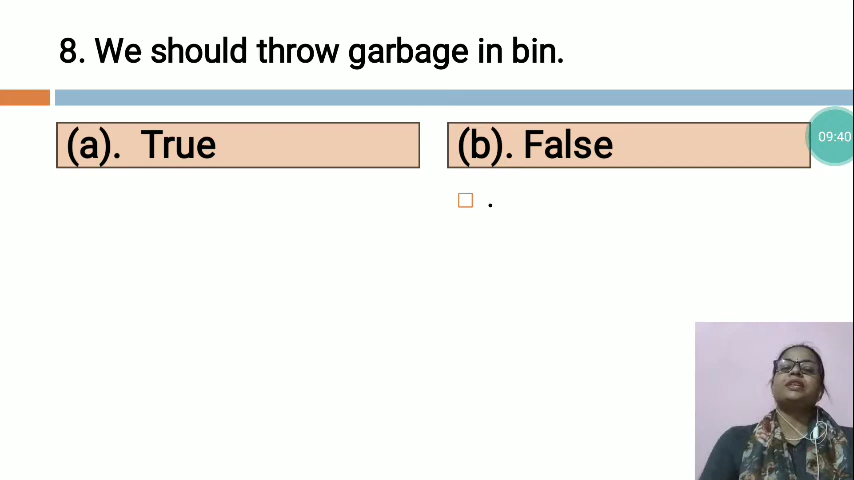 8. We should throw garbage in bin.
(a). True
(b). False
09:40
.